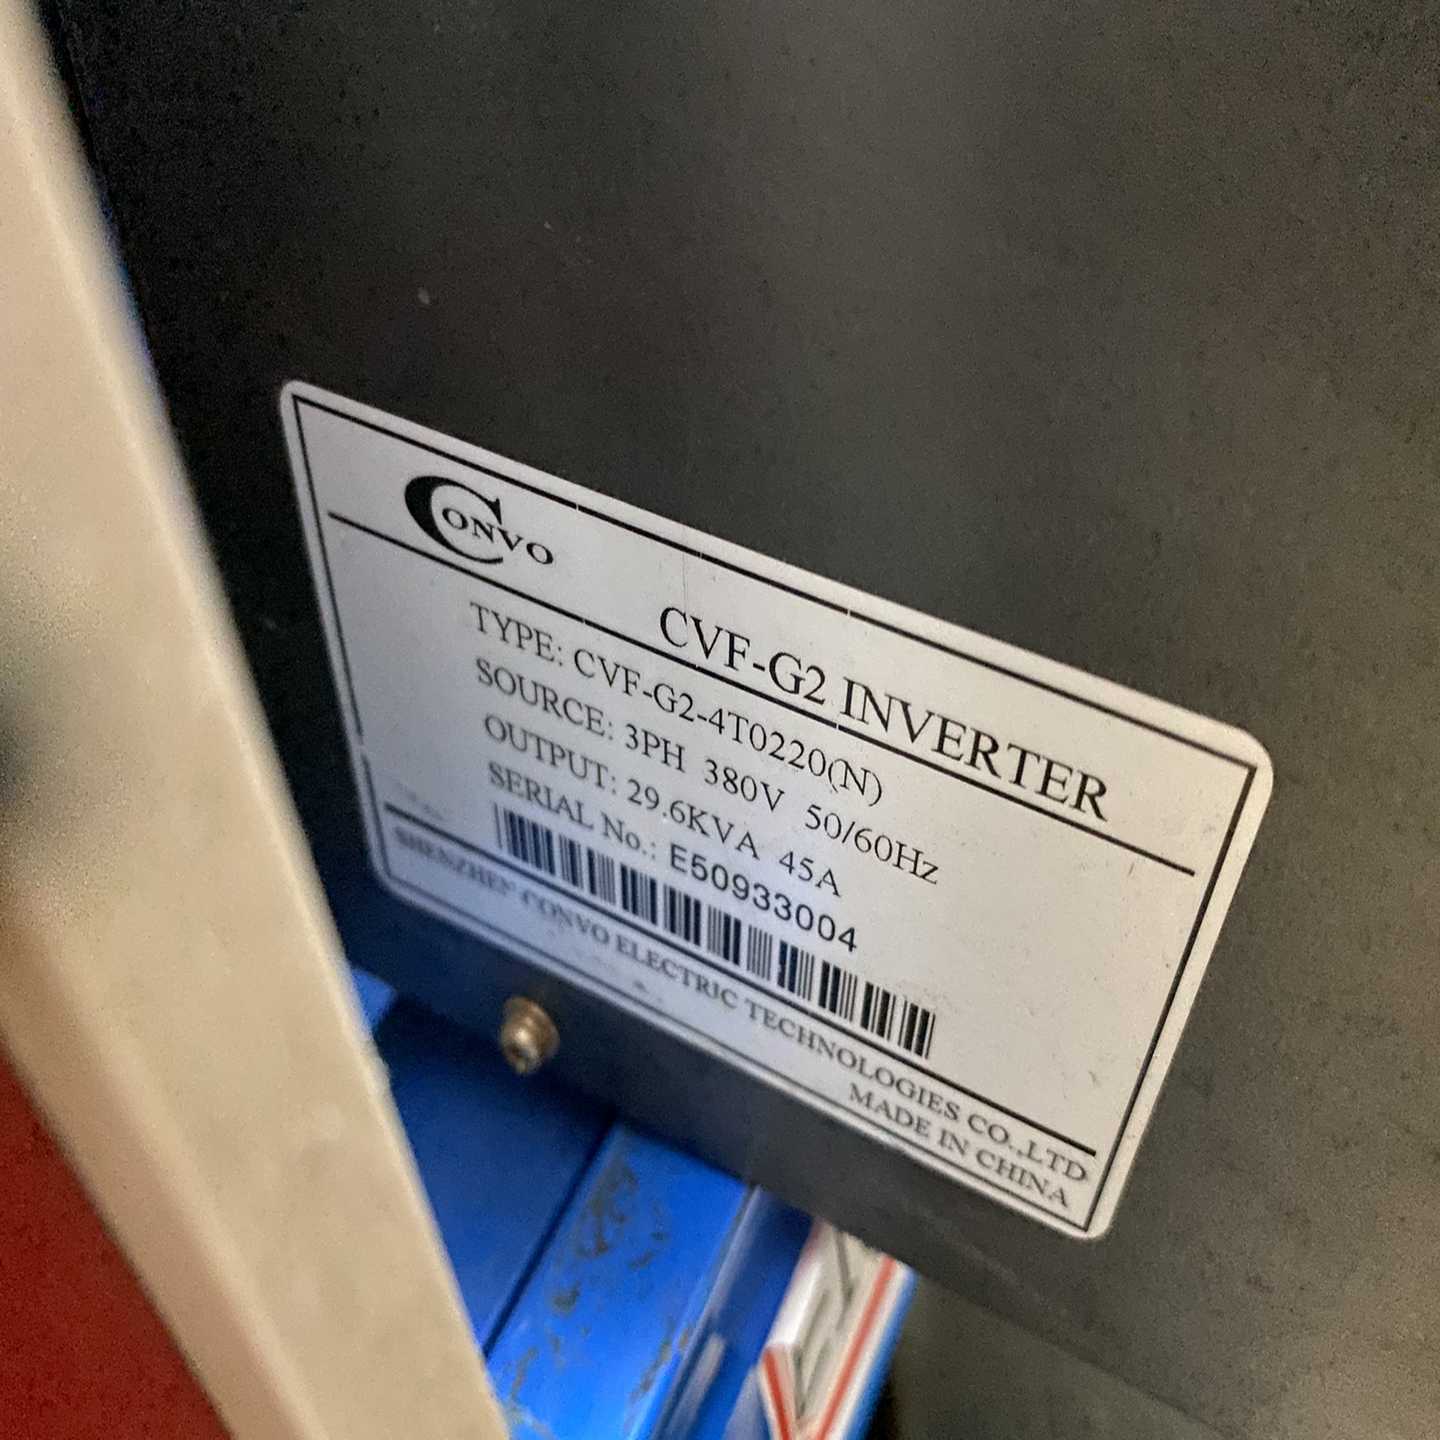 CONVO
CVF-G2 INVERTER
TYPE: CVF-G2-4T0220(N)
SOURCE: 3PH 380V 50/60Hz
OUTPUT: 29.6KVA 45A
SERIAL No.: E50933004
SHENZHEN CONVO ELECTRIC TECHNOLOGIES CO.,LTD
MADE IN CHINA